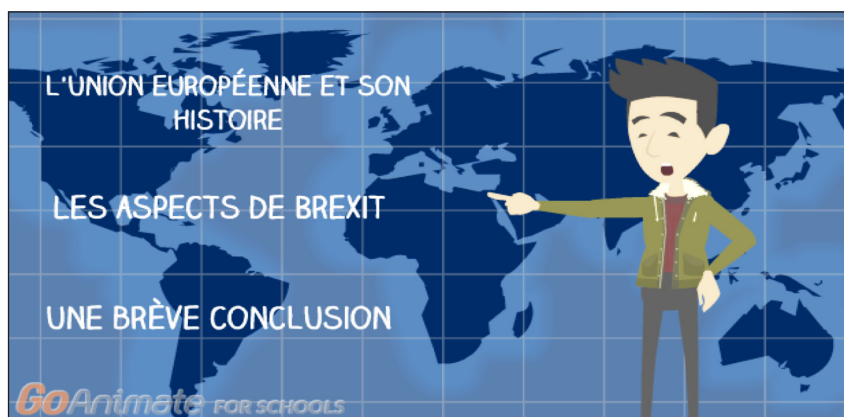 L'UNION EUROPÉENNE ET SON
HISTOIRE
LES ASPECTS DE BREXIT
UNE BRÈVE CONCLUSION
GoAnimate FOR SCHOOLS